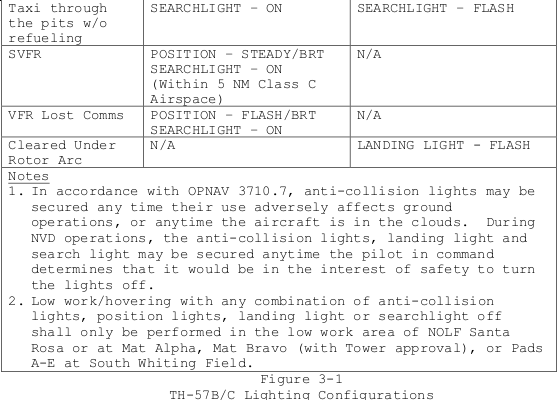 Taxi through SEARCHLIGHT - ON SEARCHLIGHT - FLASH
the pits w/o
refueling
SVFR POSITION - STEADY/BRT N/A
SEARCHLIGHT - ON
(Within 5 NM Class C
Airspace)
VFR Lost Comms POSITION - FLASH/BRT N/A
SEARCHLIGHT - ON
Cleared Under N/A LANDING LIGHT - FLASH
Rotor Arc
Notes
1. In accordance with OPNAV 3710.7, anti-collision lights may be
secured any time their use adversely affects ground
operations, or anytime the aircraft is in the clouds. During
NVD operations, the anti-collision lights, landing light and
search light may be secured anytime the pilot in command
determines that it would be in the interest of safety to turn
the lights off.
2. Low work/hovering with any combination of anti-collision
lights, position lights, landing light or searchlight off
shall only be performed in the low work area of NOLF Santa
Rosa or at Mat Alpha, Mat Bravo (with Tower approval), or Pads
A-E at South Whiting Field.
Figure 3-1
TH-57B/C Lighting Configurations